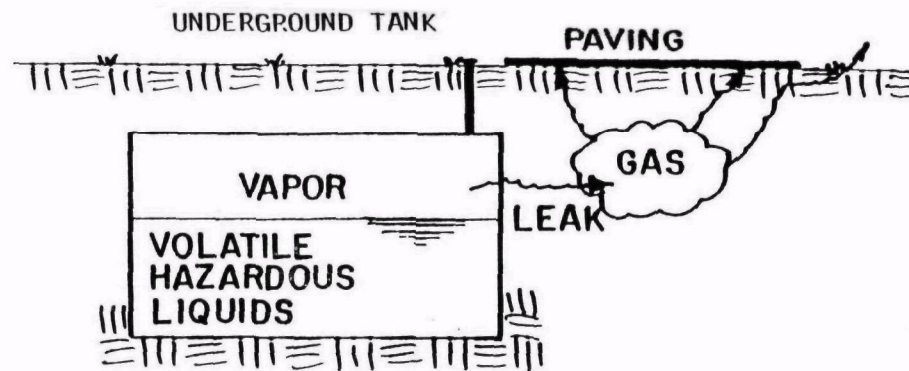 UNDERGROUND TANK
PAVING
GAS
VAPOR
LEAK
VOLATILE
HAZARDOUS
LIQUIDS